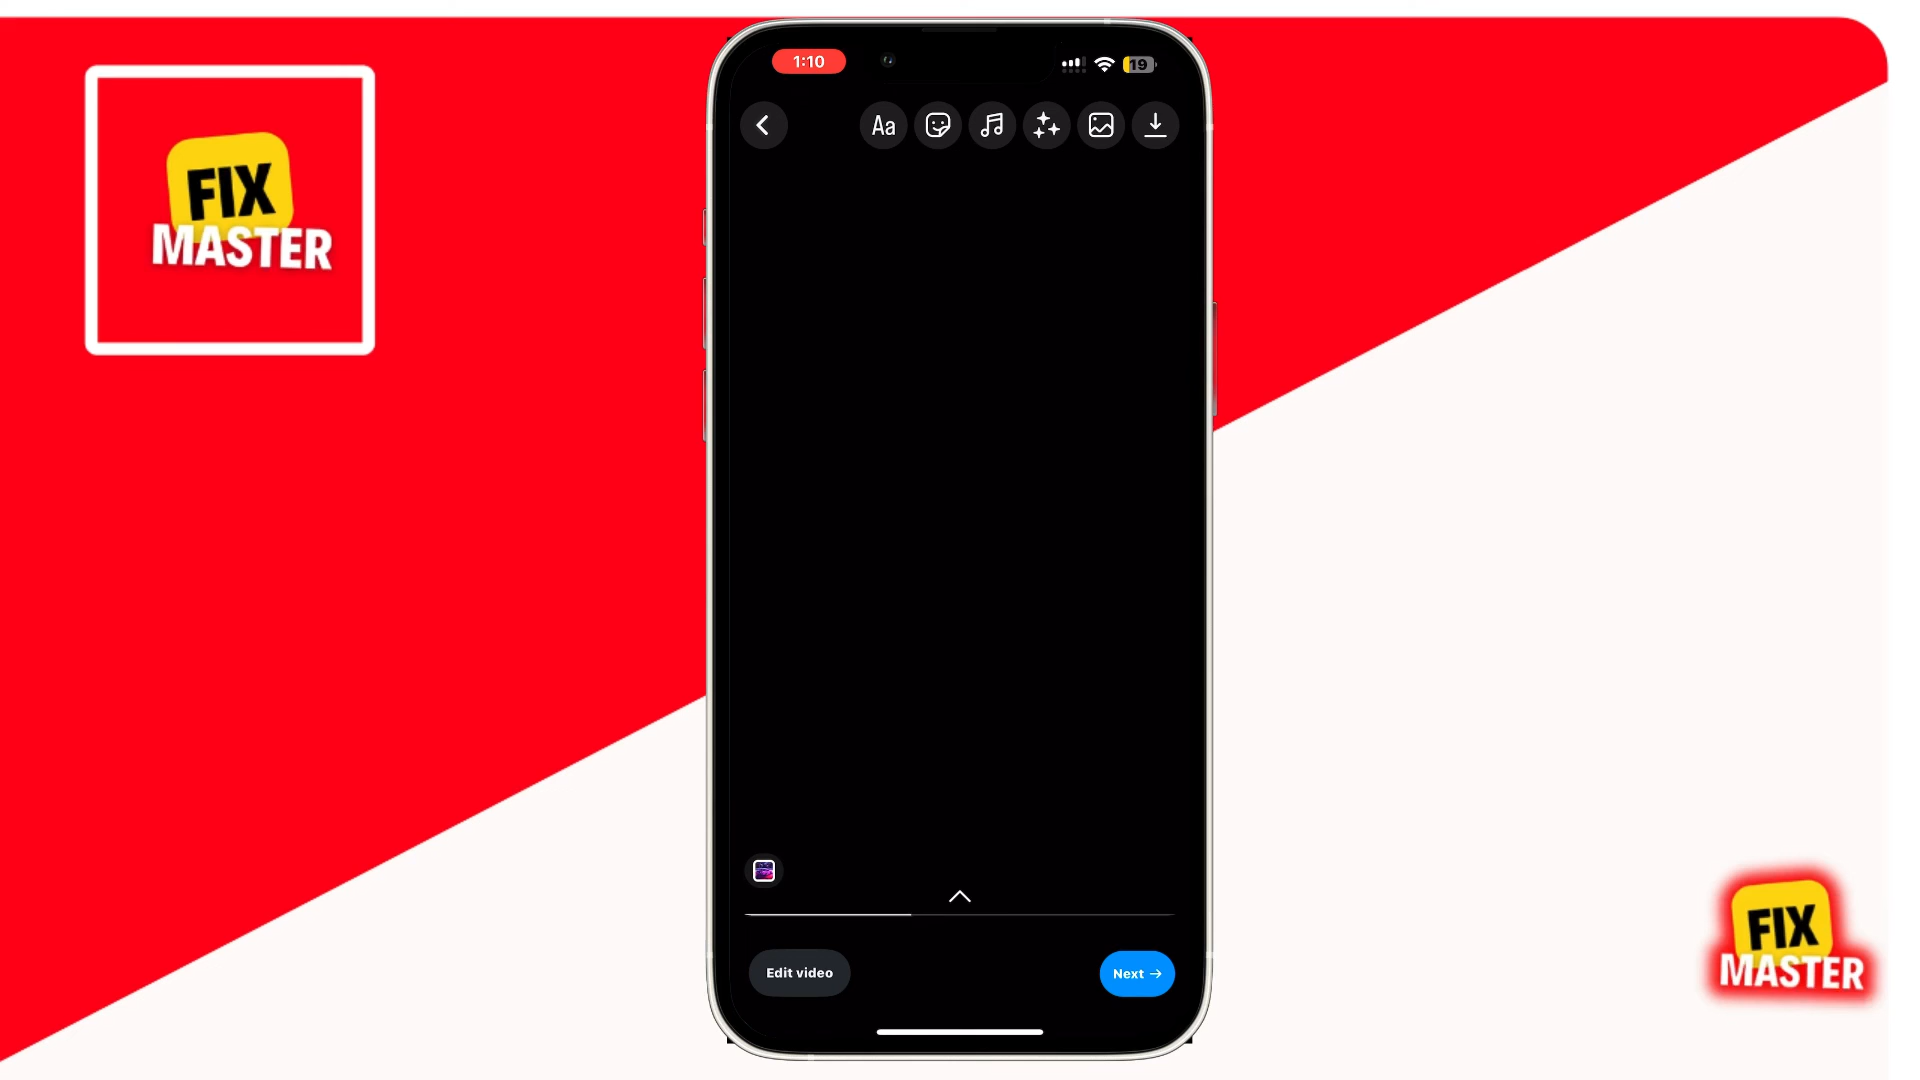 FIX
MASTER
1:10
19
Aa
Edit video
Next →
FIX
MASTER